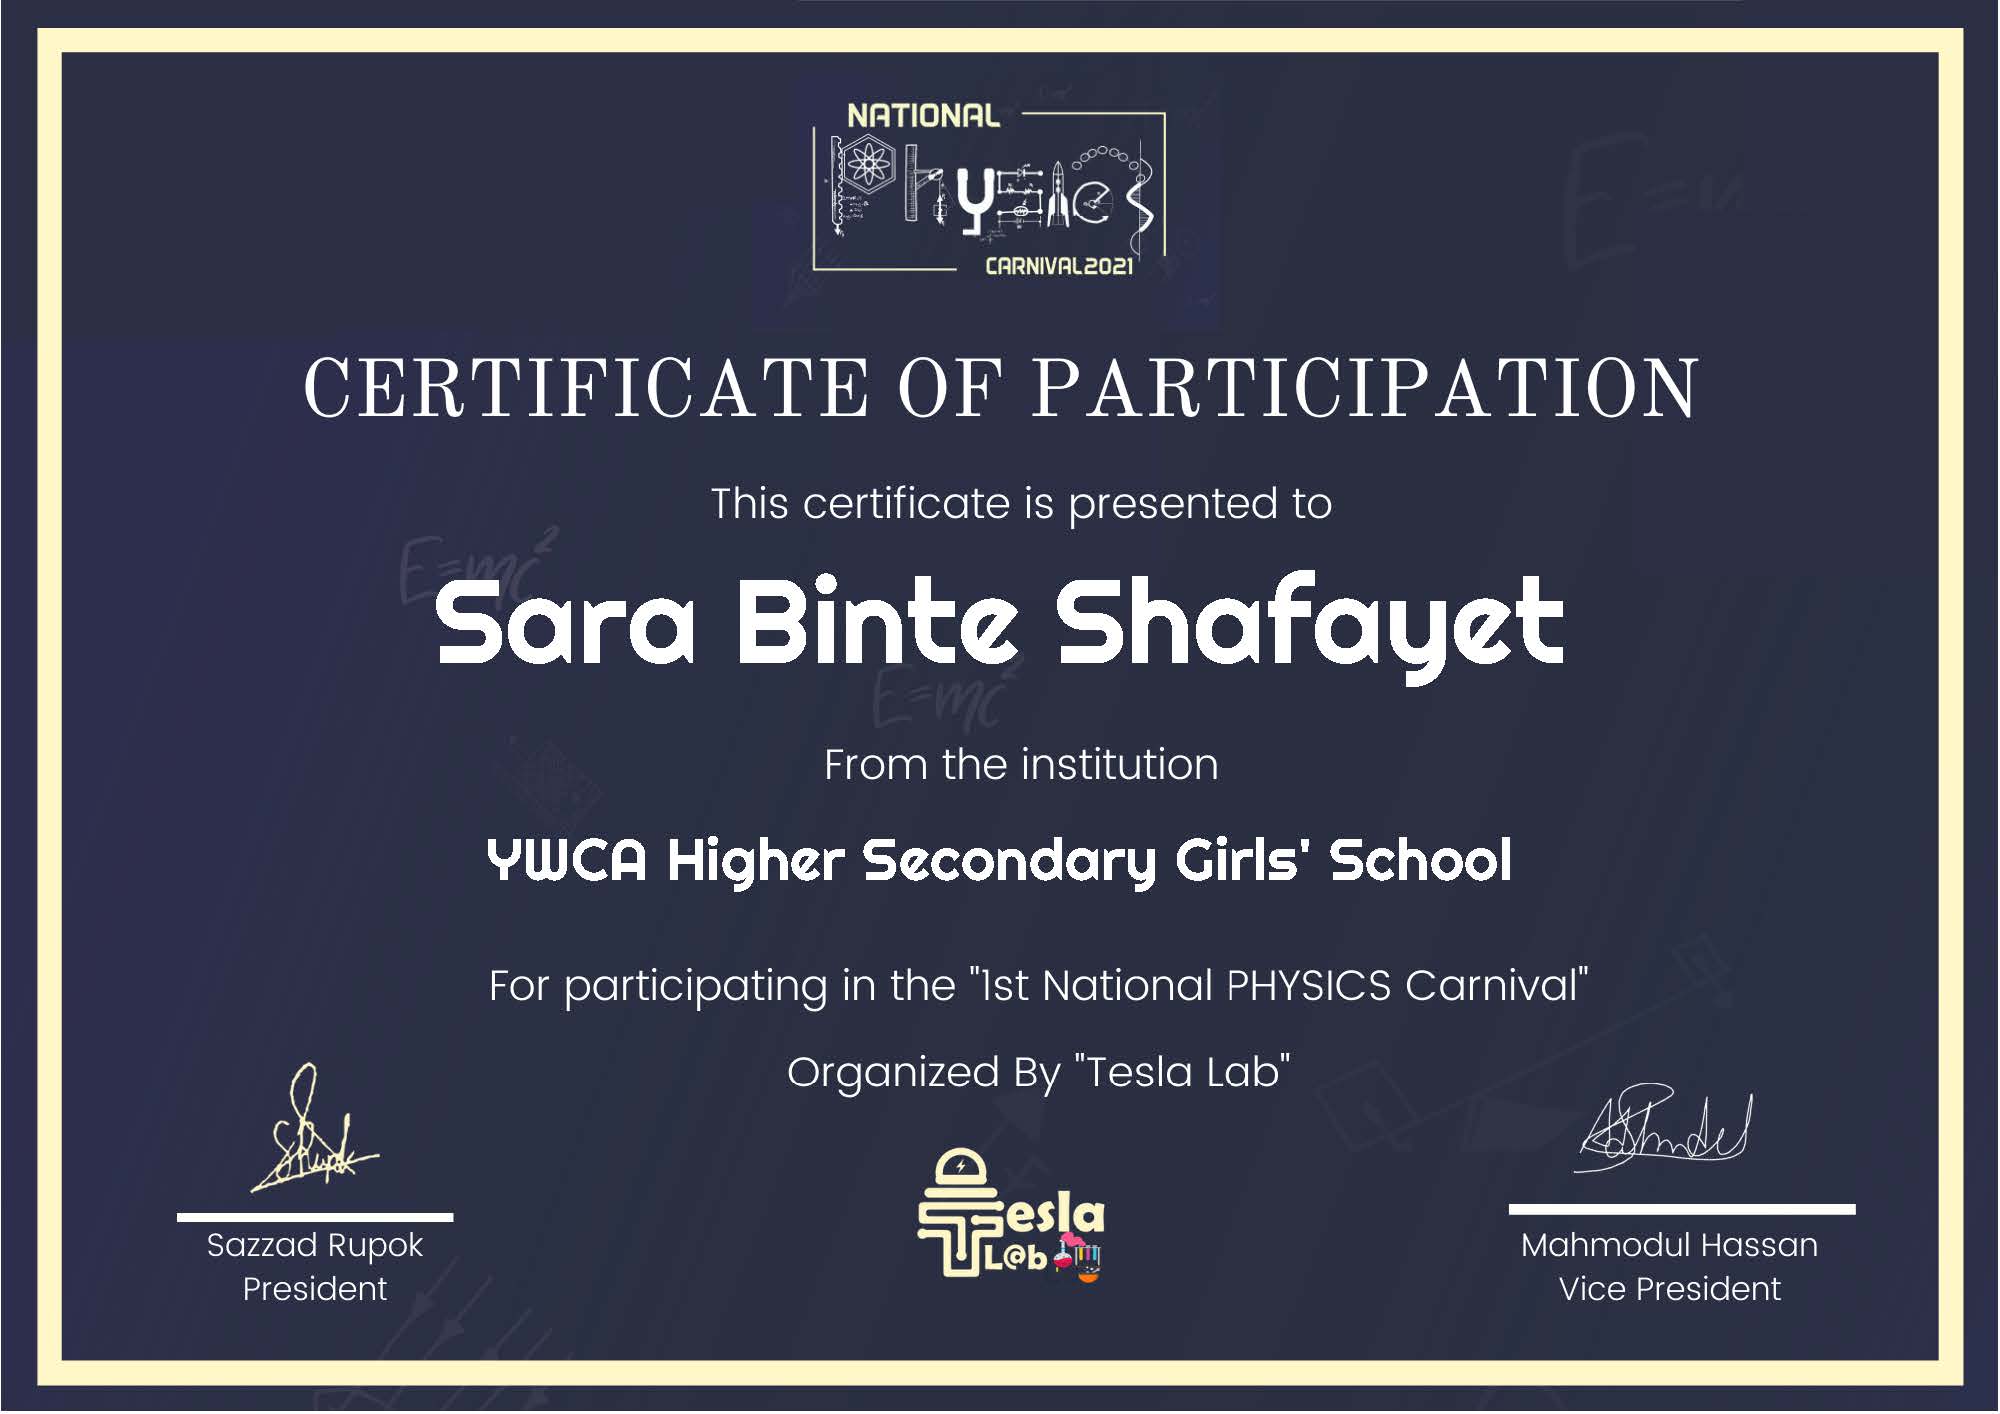 NATIONAL
Physics
CARNIVAL2021
CERTIFICATE OF PARTICIPATION
This certificate is presented to
E=mc²
Sara Binte Shafayet
E=mc²
From the institution
YWCA Higher Secondary Girls' School
For participating in the "1st National PHYSICS Carnival"
Organized By "Tesla Lab"
Tesla
L@b
Sazzad Rupok
President
Mahmodul Hassan
Vice President